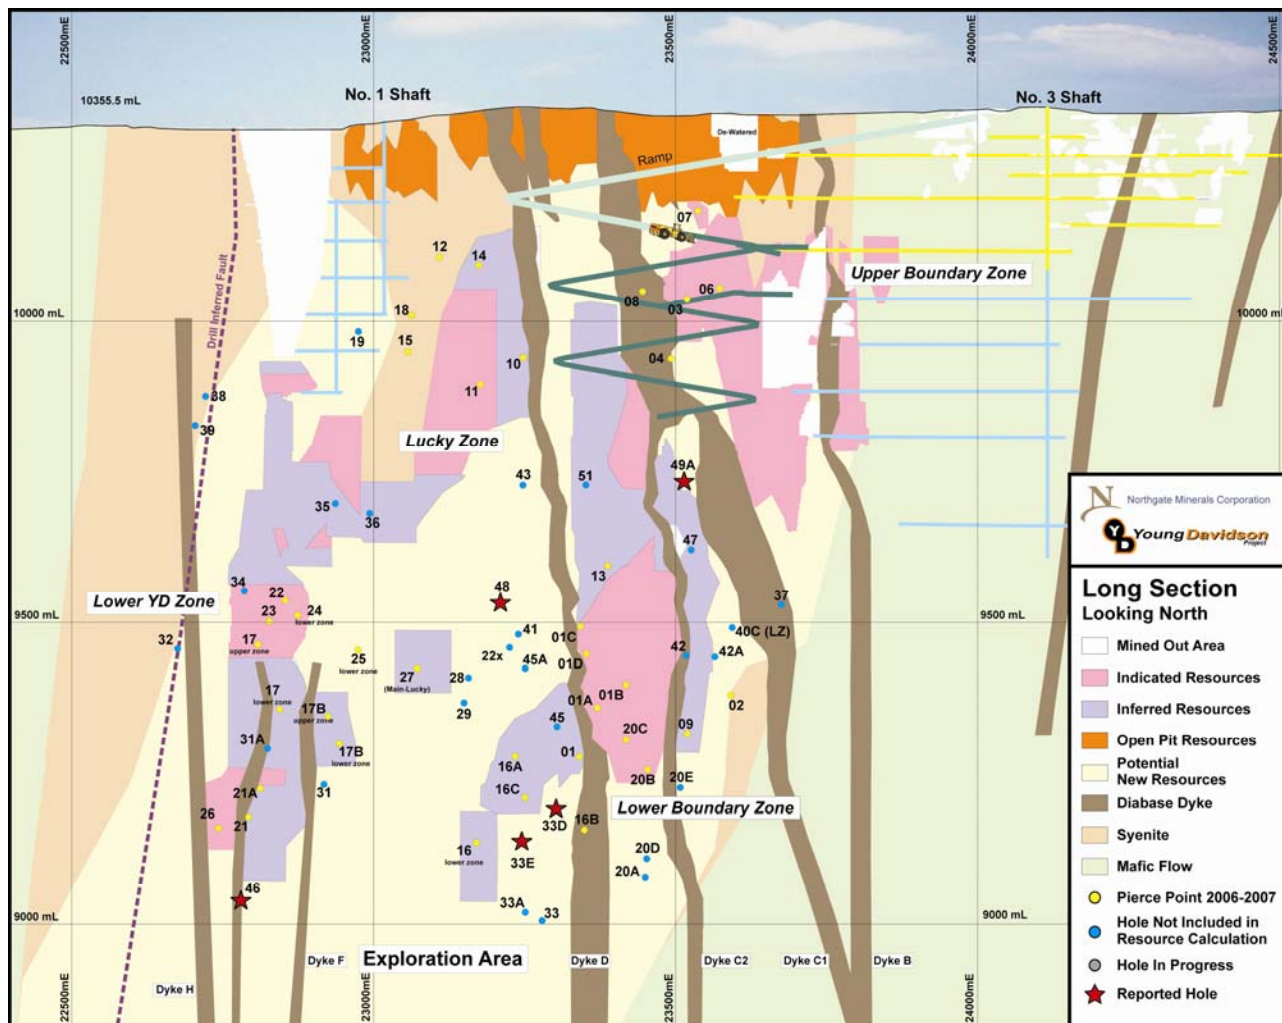 22500mE
23000mE
23500mE
24000mE
24500mE
10355.5 mL
No. 1 Shaft
No. 3 Shaft
De-Watered
Ramp
Drill Inferred Fault
07
12
14
Upper Boundary Zone
08
03
06
10000 mL
10000 mL
18
19
15
10
04
11
38
39
Lucky Zone
43
51
49A
35
36
47
13
34
22
23
24
lower zone
48
37
Lower YD Zone
9500 mL
9500 mL
32
17
upper zone
25
lower zone
27
(Main-Lucky)
41
22x
45A
28
29
01C
01D
42
42A
40C (LZ)
01A
01B
02
17
lower zone
17B
upper zone
17B
lower zone
31A
45
01
20C
09
16A
16C
20B
20E
21A
31
26
21
33D
16B
Lower Boundary Zone
16
lower zone
33E
20D
20A
46
33A
33
9000 mL
9000 mL
Dyke H
Dyke F
Exploration Area
Dyke D
Dyke C2
Dyke C1
Dyke B
22500mE
23000mE
23500mE
24000mE
N
Northgate Minerals Corporation
YD
Young Davidson
Project
Long Section
Looking North
Mined Out Area
Indicated Resources
Inferred Resources
Open Pit Resources
Potential
New Resources
Diabase Dyke
Syenite
Mafic Flow
Pierce Point 2006-2007
Hole Not Included in
Resource Calculation
Hole In Progress
Reported Hole